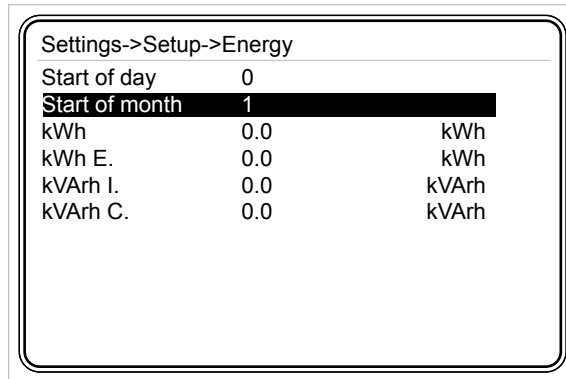 Settings->Setup->Energy
Start of day 0
Start of month 1
kWh 0.0 kWh
kWh E. 0.0 kWh
kVArh I. 0.0 kVArh
kVArh C. 0.0 kVArh